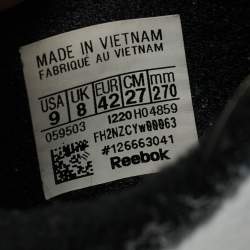 MADE IN VIETNAM
FABRIQUÉ AU VIETNAM
USA UK EUR CM mm
9 8 42 27 270
059503 1220 H04859
FH2NZCYW00063
#126663041
Reebok